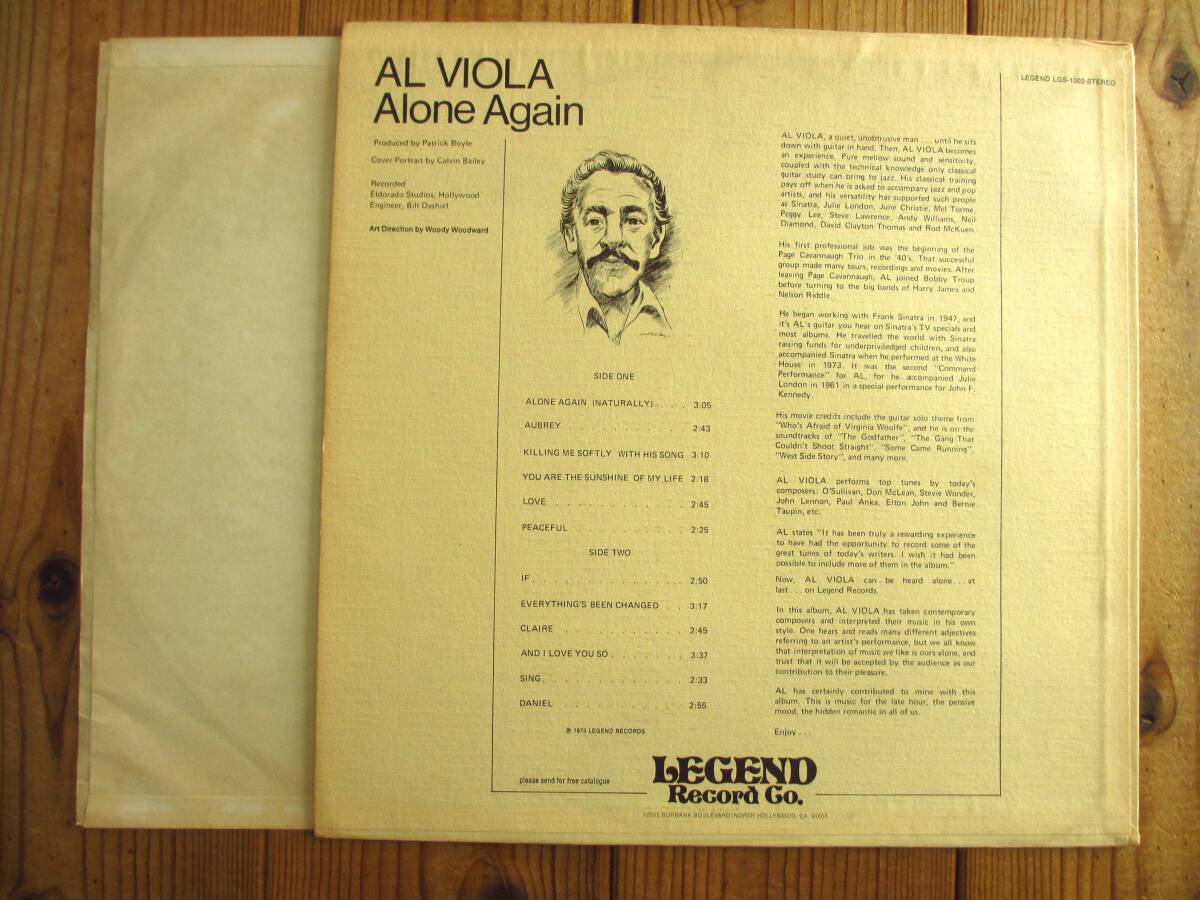 AL VIOLA
Alone Again
LEGEND LGS-1002-STEREO
Produced by Patrick Boyle
Cover Portrait by Calvin Bailey
Recorded
Eldorado Studios, Hollywood
Engineer, Bill Dashiel
Art Direction by Woody Woodward
SIDE ONE
ALONE AGAIN (NATURALLY) . . . . 3:05
AUBREY . . . . . . . . . . . . . 2:43
KILLING ME SOFTLY WITH HIS SONG 3:10
YOU ARE THE SUNSHINE OF MY LIFE 2:18
LOVE . . . . . . . . . . . . . . 2:45
PEACEFUL . . . . . . . . . . . . 2:25
SIDE TWO
IF . . . . . . . . . . . . . . . 2:50
EVERYTHING'S BEEN CHANGED . . 3:17
CLAIRE . . . . . . . . . . . . . 2:45
AND I LOVE YOU SO . . . . . . . 3:37
SING . . . . . . . . . . . . . . 2:33
DANIEL . . . . . . . . . . . . . 2:55
℗ 1973 LEGEND RECORDS
AL VIOLA, a quiet, unobtrusive man . . . until he sits
down with guitar in hand. Then, AL VIOLA becomes
an experience. Pure mellow sound and sensitivity,
coupled with the technical knowledge only classical
guitar study can bring to jazz. His classical training
pays off when he is asked to accompany jazz and pop
artists, and his versatility has supported such people
as Sinatra, Julie London, June Christie, Mel Torme,
Peggy Lee, Steve Lawrence, Andy Williams, Neil
Diamond, David Clayton Thomas and Rod McKuen.
His first professional job was the beginning of the
Page Cavannaugh Trio in the '40's. That successful
group made many tours, recordings and movies. After
leaving Page Cavannaugh, AL joined Bobby Troup
before turning to the big bands of Harry James and
Nelson Riddle.
He began working with Frank Sinatra in 1947, and
it's AL's guitar you hear on Sinatra's TV specials and
most albums. He travelled the world with Sinatra
raising funds for underpriviledged children, and also
accompanied Sinatra when he performed at the White
House in 1973. It was the second "Command
Performance" for AL, for he accompanied Julie
London in 1961 in a special performance for John F.
Kennedy.
His movie credits include the guitar solo theme from
"Who's Afraid of Virginia Woolfe", and he is on the
soundtracks of "The Godfather", "The Gang That
Couldn't Shoot Straight", "Some Came Running",
"West Side Story", and many more.
AL VIOLA performs top tunes by today's
composers: O'Sullivan, Don McLean, Stevie Wonder,
John Lennon, Paul Anka, Elton John and Bernie
Taupin, etc.
AL states "It has been truly a rewarding experience
to have had the opportunity to record some of the
great tunes of today's writers. I wish it had been
possible to include more of them in the album."
Now, AL VIOLA can be heard alone . . . at
last . . . on Legend Records.
In this album, AL VIOLA has taken contemporary
composers and interpreted their music in his own
style. One hears and reads many different adjectives
referring to an artist's performance, but we all know
that interpretation of music we like is ours alone, and
trust that it will be accepted by the audience as our
contribution to their pleasure.
AL has certainly contributed to mine with this
album. This is music for the late hour, the pensive
mood, the hidden romantic in all of us.
Enjoy . . .
please send for free catalogue
LEGEND
Record Co.
12055 BURBANK BOULEVARD/NORTH HOLLYWOOD, CA. 91607